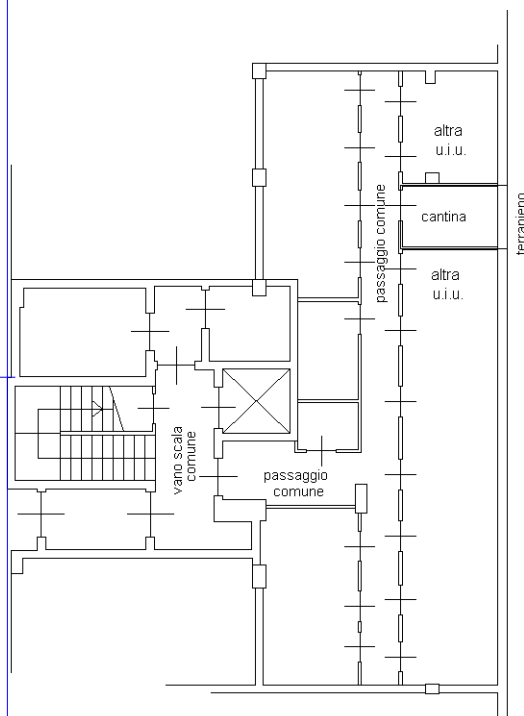 altra
u.i.u.
cantina
terrapieno
passaggio comune
altra
u.i.u.
vano scala
comune
passaggio
comune